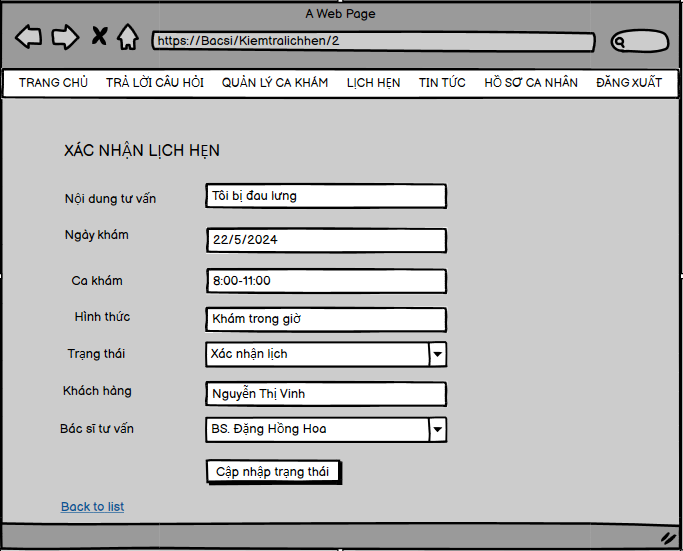 A Web Page
https://Bacsi/Kiemtralichhen/2
TRANG CHỦ TRẢ LỜI CÂU HỎI QUẢN LÝ CA KHÁM LỊCH HẸN TIN TỨC HỒ SƠ CA NHÂN ĐĂNG XUẤT
XÁC NHẬN LỊCH HẸN
Nội dung tư vấn Tôi bị đau lưng
Ngày khám 22/5/2024
Ca khám 8:00-11:00
Hình thức Khám trong giờ
Trạng thái Xác nhận lịch
Khách hàng Nguyễn Thị Vinh
Bác sĩ tư vấn BS. Đặng Hồng Hoa
Cập nhập trạng thái
Back to list